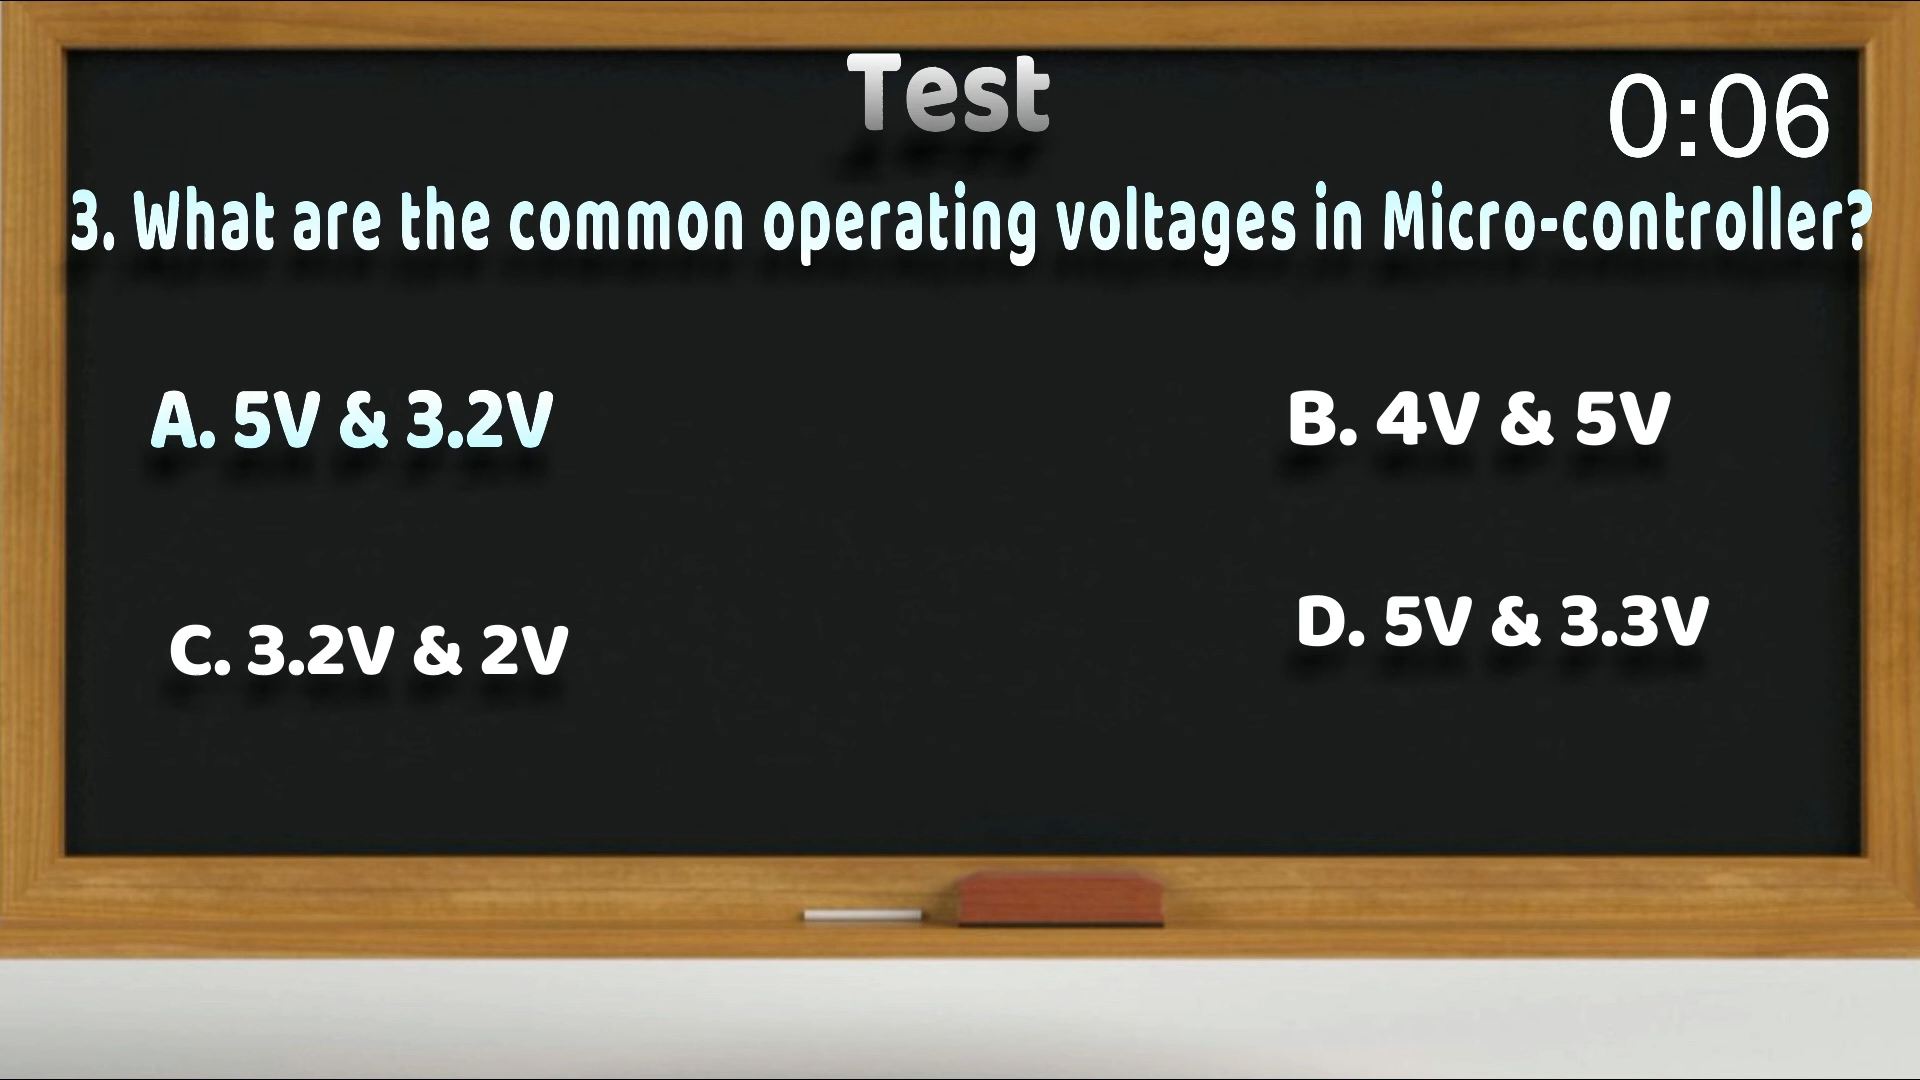 Test
0:06
3. What are the common operating voltages in Micro-controller?
A. 5V & 3.2V
B. 4V & 5V
C. 3.2V & 2V
D. 5V & 3.3V